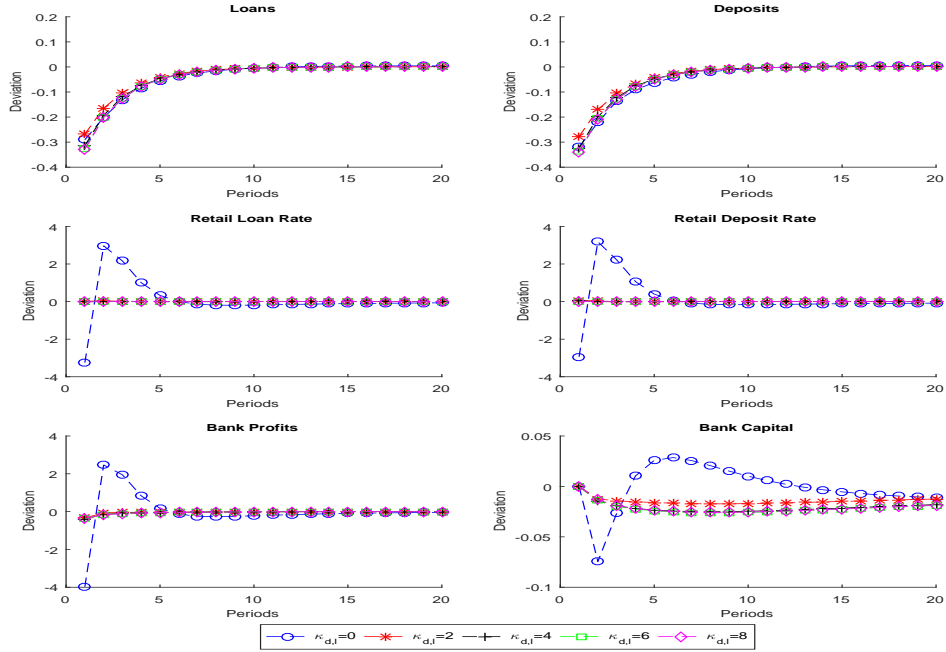 Loans
0.2
0.1
0
-0.1
-0.2
-0.3
-0.4
Deviation
0 5 10 15 20
Periods
Deposits
0.2
0.1
0
-0.1
-0.2
-0.3
-0.4
Deviation
0 5 10 15 20
Periods
Retail Loan Rate
4
2
0
-2
-4
Deviation
0 5 10 15 20
Periods
Retail Deposit Rate
4
2
0
-2
-4
Deviation
0 5 10 15 20
Periods
Bank Profits
4
2
0
-2
-4
Deviation
0 5 10 15 20
Periods
Bank Capital
0.05
0
-0.05
-0.1
Deviation
0 5 10 15 20
Periods
κd,l=0 κd,l=2 κd,l=4 κd,l=6 κd,l=8